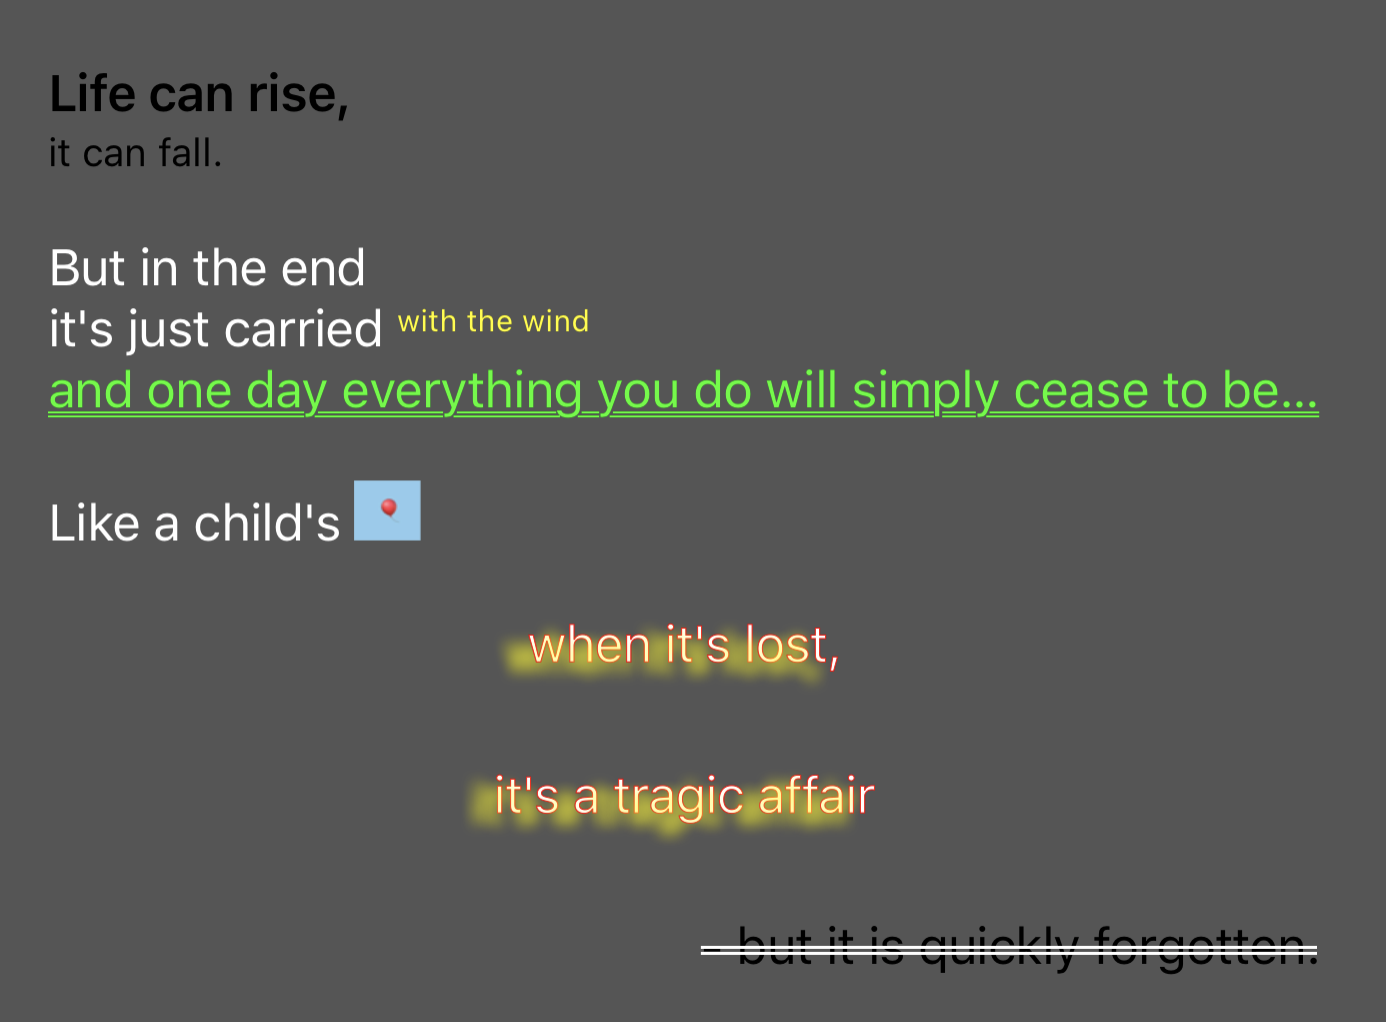 Life can rise,
it can fall.
But in the end
it's just carried with the wind
and one day everything you do will simply cease to be...
Like a child's
when it's lost,
it's a tragic affair
- but it is quickly forgotten.